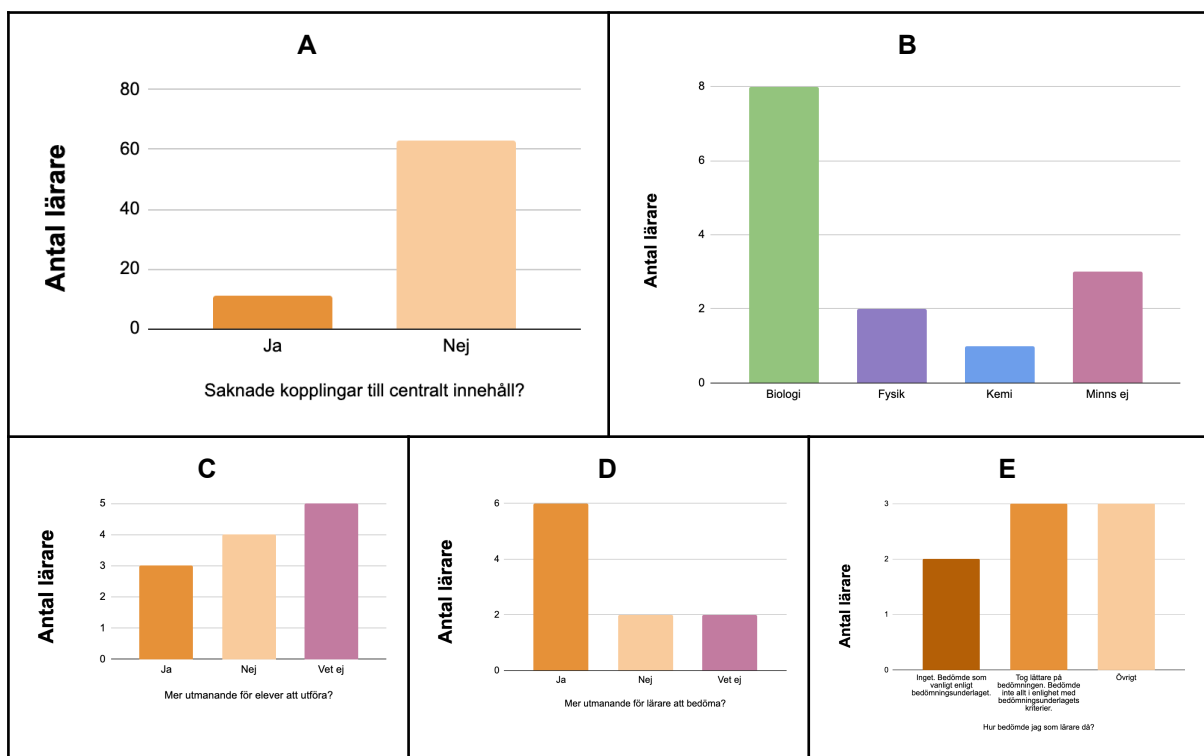 A
80
60
40
20
0
Antal lärare
Ja
Nej
Saknade kopplingar till centralt innehåll?
B
8
6
4
2
0
Antal lärare
Biologi
Fysik
Kemi
Minns ej
C
5
4
3
2
1
0
Antal lärare
Ja
Nej
Vet ej
Mer utmanande för elever att utföra?
D
6
4
2
0
Antal lärare
Ja
Nej
Vet ej
Mer utmanande för lärare att bedöma?
E
3
2
1
0
Antal lärare
Inget. Bedömde som
vanligt enligt
bedömningsunderlaget.
Tog lättare på
bedömningen. Bedömde
inte allt i enlighet med
bedömningsunderlagets
kriterier.
Övrigt
Hur bedömde jag som lärare då?